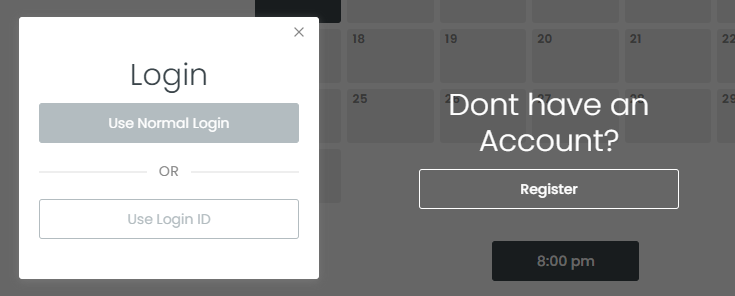 Login
Use Normal Login
OR
Use Login ID
18 19 20 21 22
25 26 27 28 29
Dont have an
Account?
Register
8:00 pm